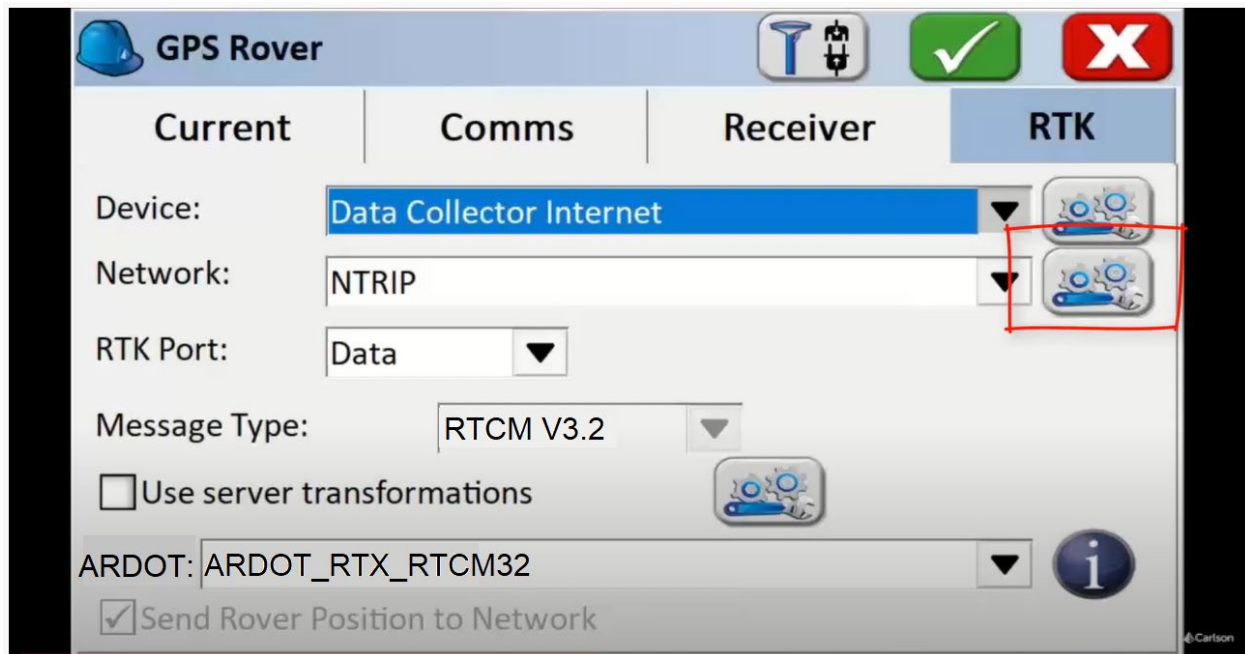 GPS Rover
Current Comms Receiver RTK
Device: Data Collector Internet
Network: NTRIP
RTK Port: Data
Message Type: RTCM V3.2
Use server transformations
ARDOT: ARDOT_RTX_RTCM32
i
Send Rover Position to Network
Carlson